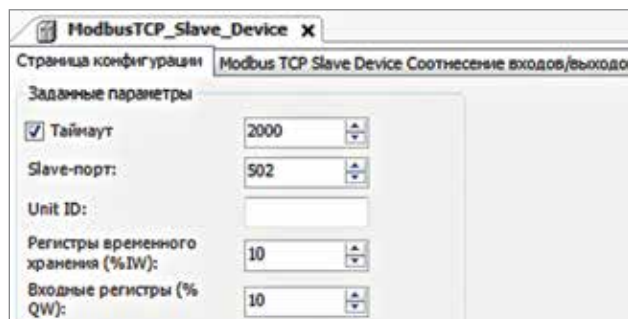 ModbusTCP_Slave_Device x
Страница конфигурации Modbus TCP Slave Device Соотнесение входов/выходо
Заданные параметры
Таймаут 2000
Slave-порт: 502
Unit ID:
Регистры временного
хранения (%IW): 10
Входные регистры (%
QW): 10